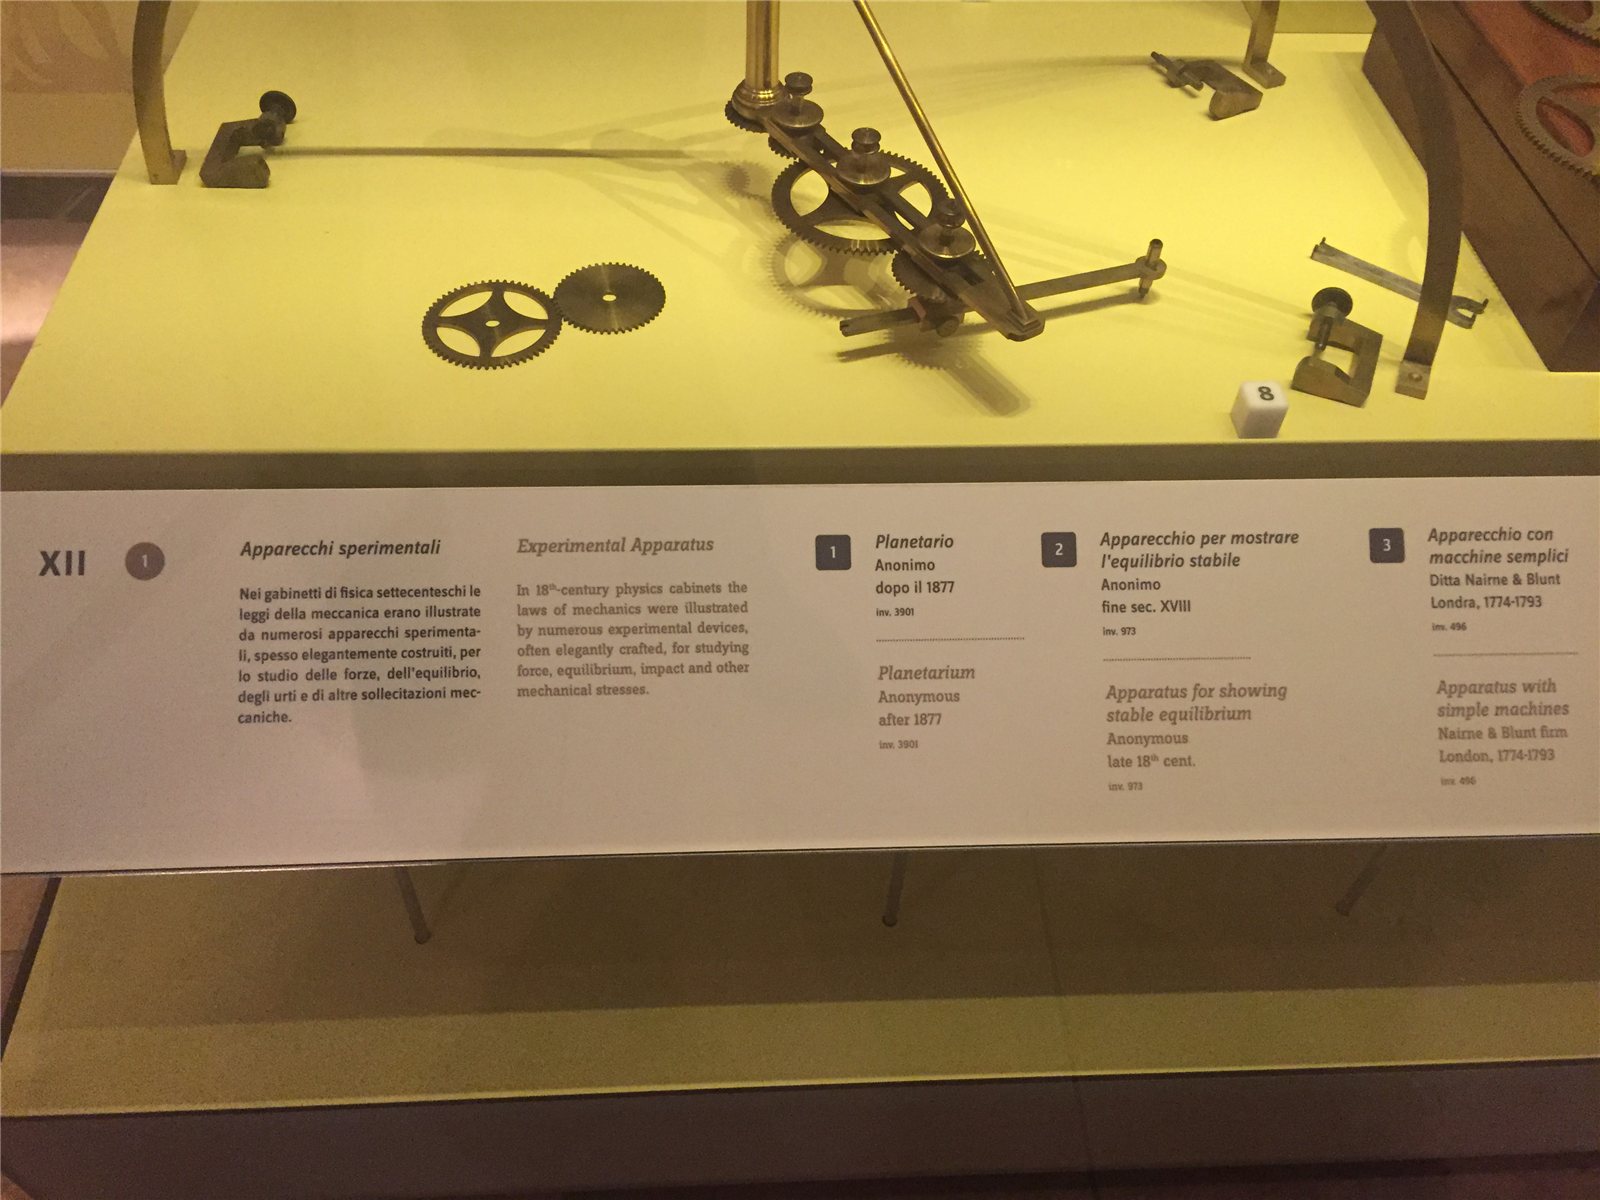 8
XII
1
Apparecchi sperimentali
Nei gabinetti di fisica settecenteschi le
leggi della meccanica erano illustrate
da numerosi apparecchi sperimenta-
li, spesso elegantemente costruiti, per
lo studio delle forze, dell'equilibrio,
degli urti e di altre sollecitazioni mec-
caniche.
Experimental Apparatus
In 18th-century physics cabinets the
laws of mechanics were illustrated
by numerous experimental devices,
often elegantly crafted, for studying
force, equilibrium, impact and other
mechanical stresses.
1
Planetario
Anonimo
dopo il 1877
inv. 3901
Planetarium
Anonymous
after 1877
inv. 3901
2
Apparecchio per mostrare
l'equilibrio stabile
Anonimo
fine sec. XVIII
inv. 973
Apparatus for showing
stable equilibrium
Anonymous
late 18th cent.
inv. 973
3
Apparecchio con
macchine semplici
Ditta Nairne & Blunt
Londra, 1774-1793
inv. 496
Apparatus with
simple machines
Nairne & Blunt firm
London, 1774-1793
inv. 496